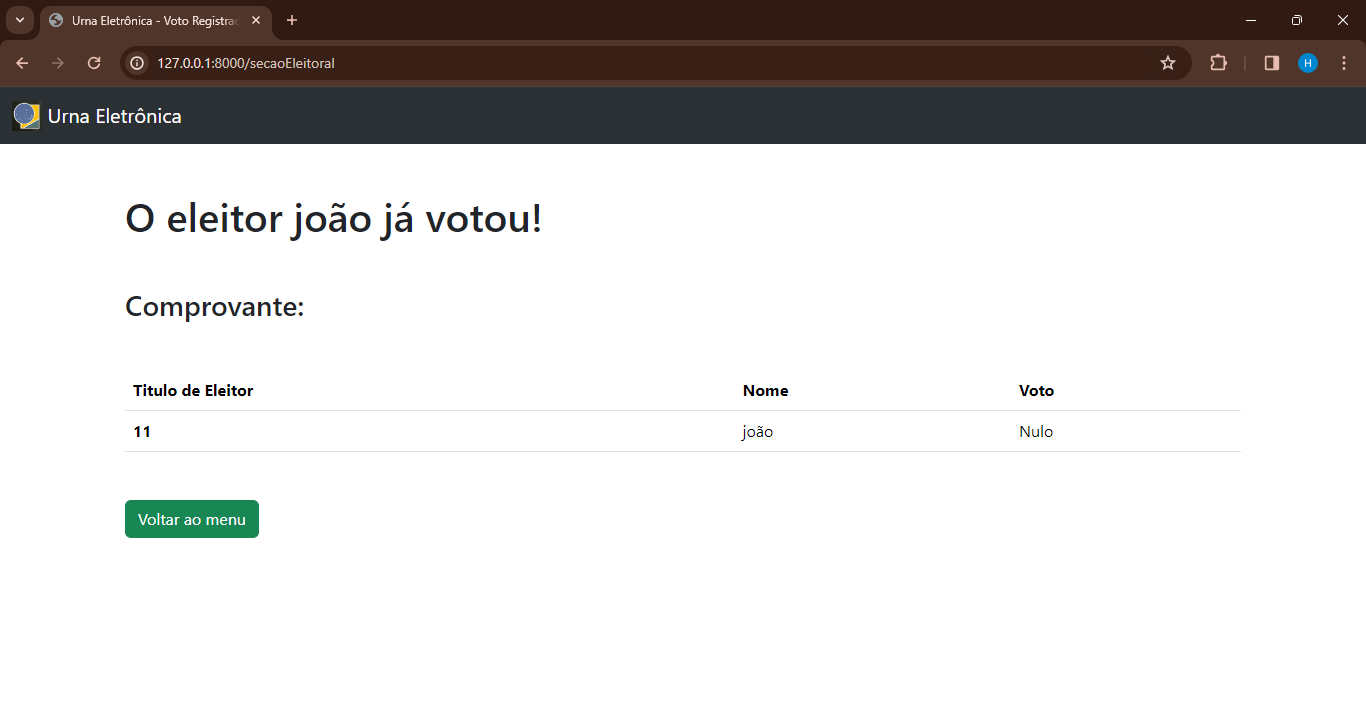 Urna Eletrônica - Voto Registrac
127.0.0.1:8000/secaoEleitoral
H
Urna Eletrônica
O eleitor joão já votou!
Comprovante:
Titulo de Eleitor Nome Voto
11 joão Nulo
Voltar ao menu